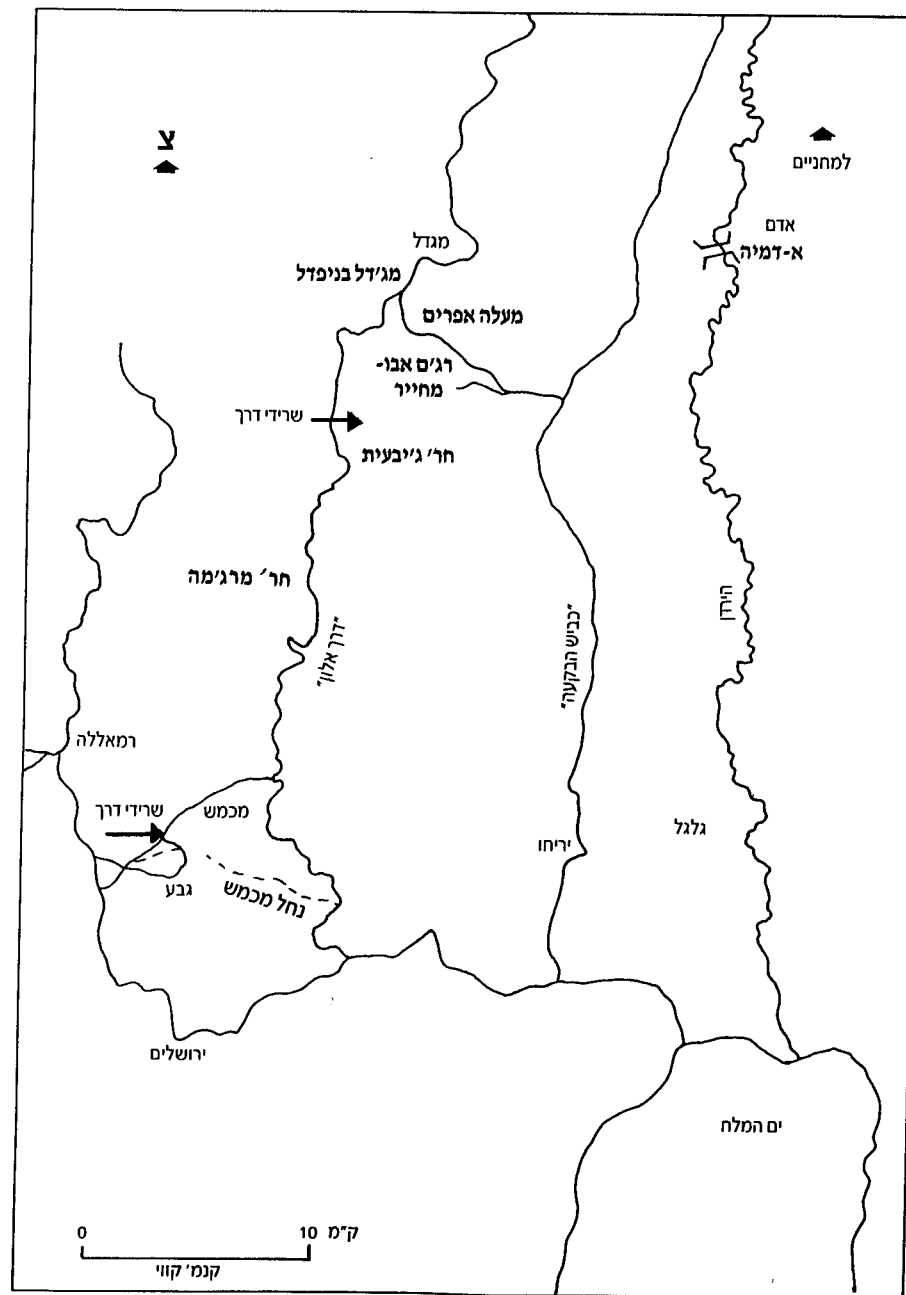 צ
למחניים
אדם
א-דמיה
מגדל
מג'דל בניפדל
מעלה אפרים
רג'ם אבו-
מחייר
שרידי דרך
חר' ג'יבעית
חר' מרג'מה
"דרך אלון"
"כביש הבקעה"
הירדן
רמאללה
שרידי דרך
מכמש
גבע
נחל מכמש
יריחו
גלגל
ירושלים
ים המלח
0 10 ק"מ
קנמ' קווי